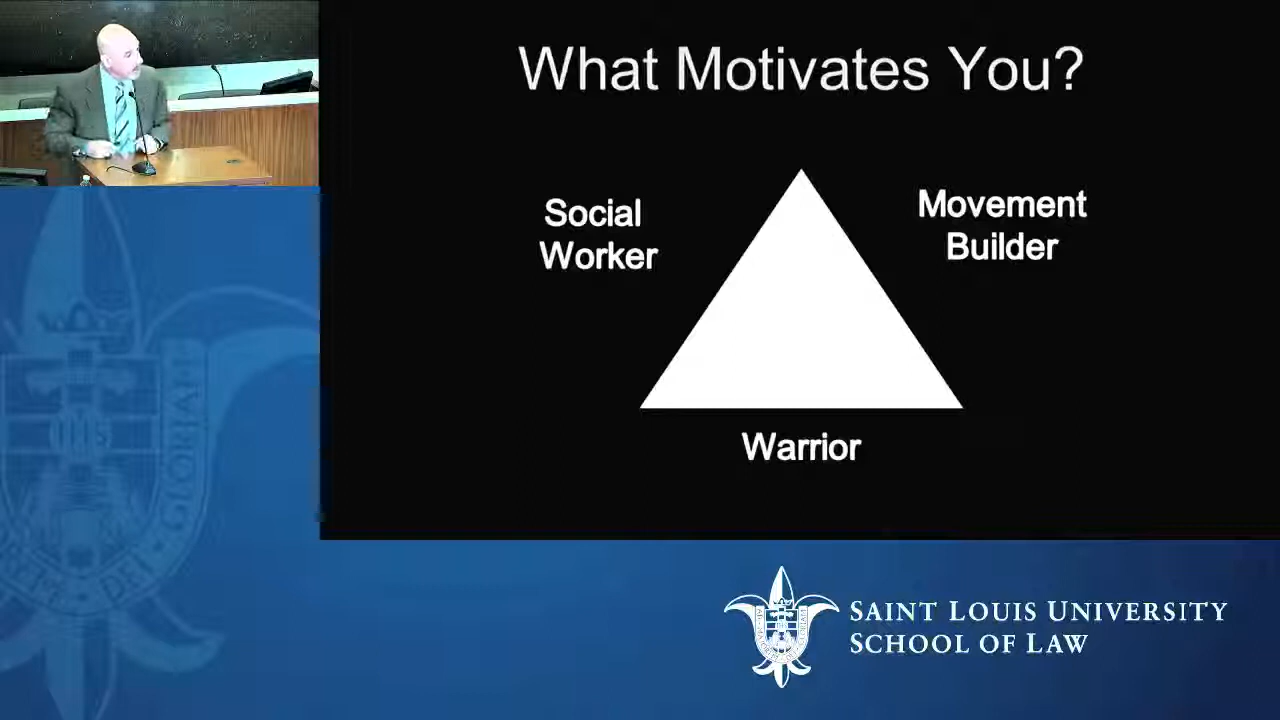 What Motivates You?
Social
Worker
Movement
Builder
Warrior
SAINT LOUIS UNIVERSITY
SCHOOL OF LAW